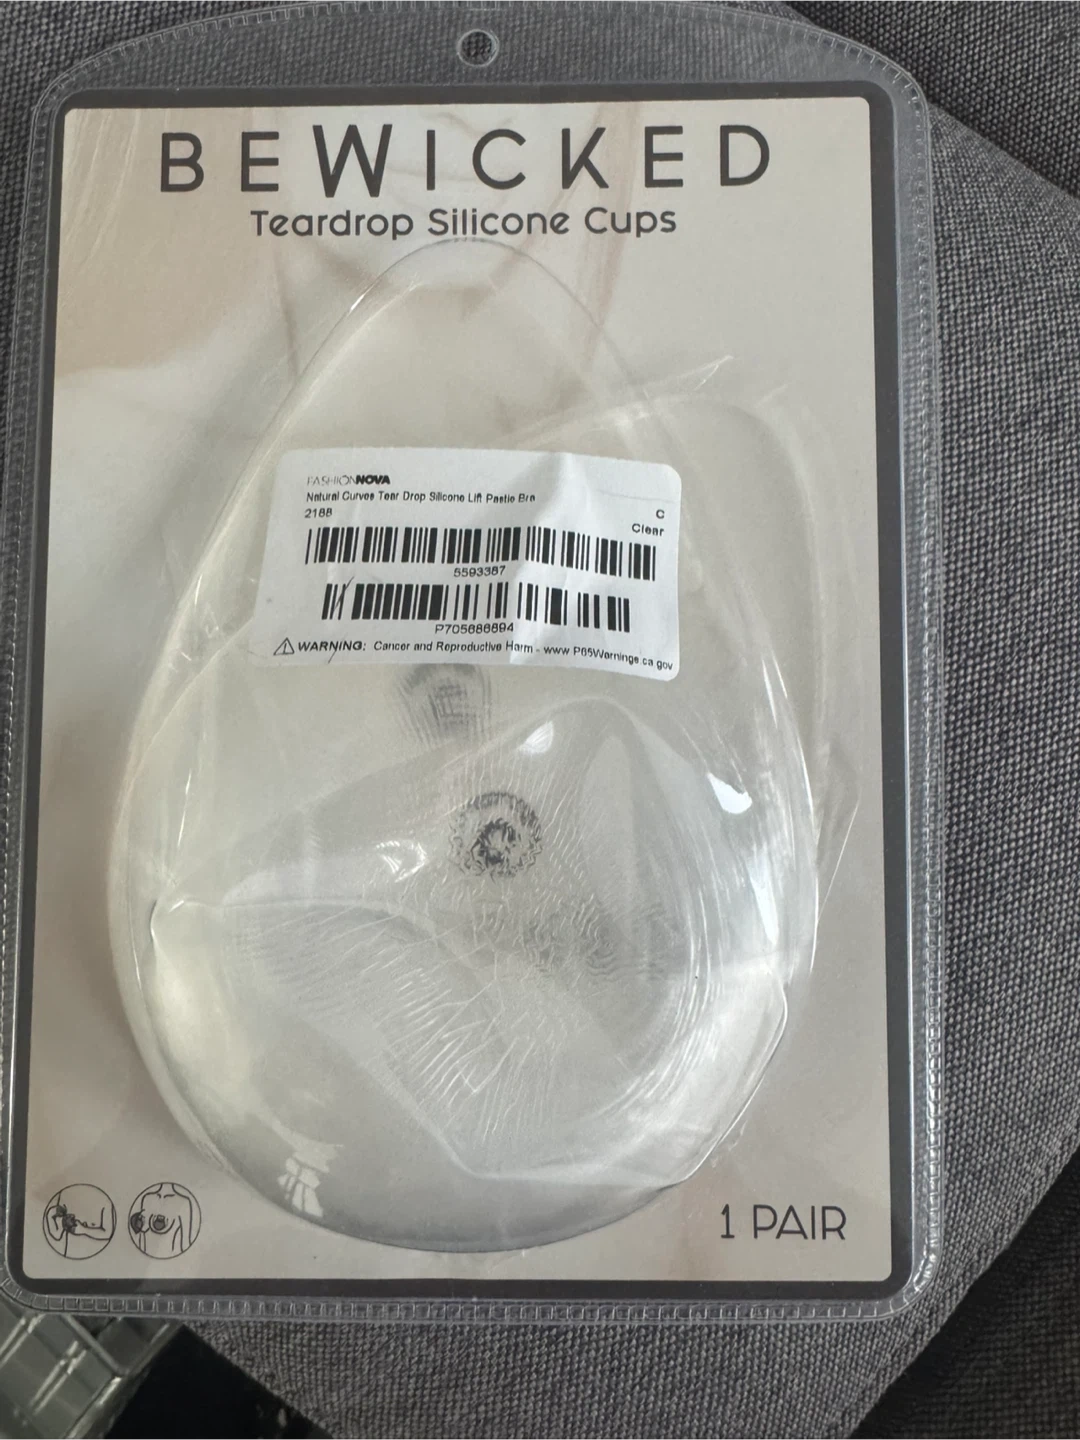 BEWICKED
Teardrop Silicone Cups
FASHIONNOVA
Natural Curves Tear Drop Silicone Lift Pastie Bra
2188
C
Clear
5593387
P705686894
WARNING: Cancer and Reproductive Harm - www P65Warnings.ca gov
1 PAIR